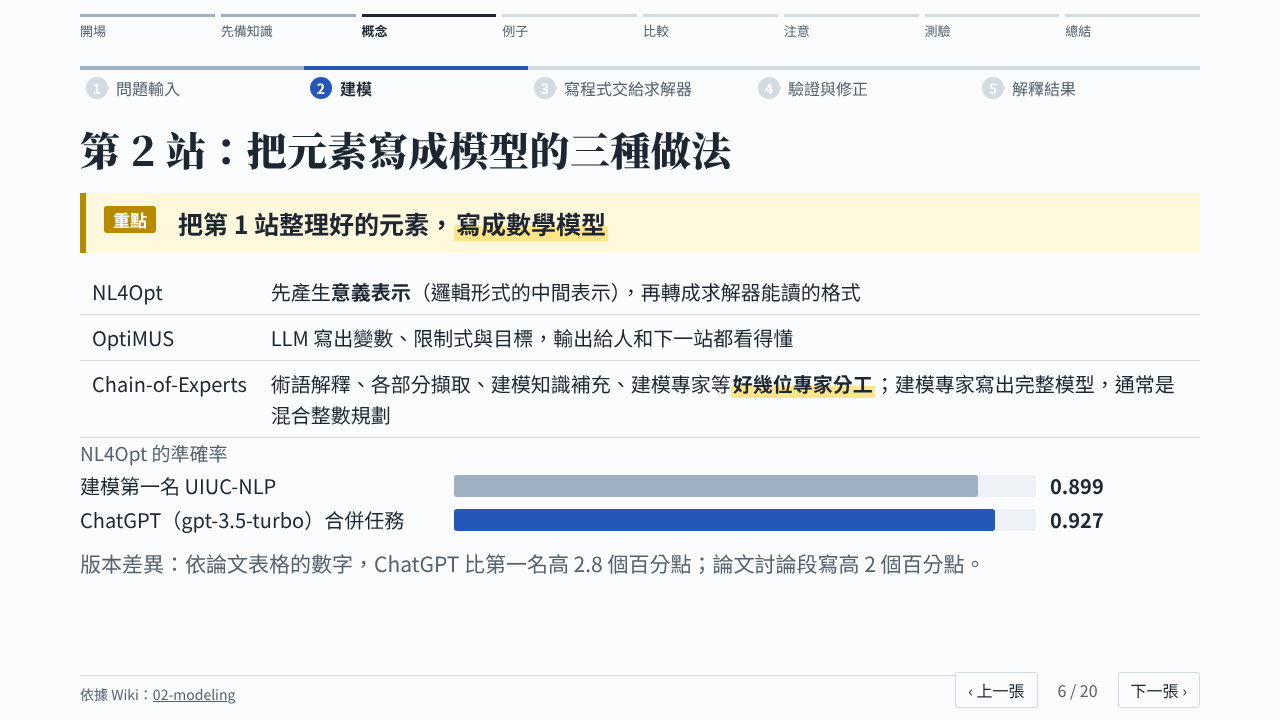 開場
先備知識
概念
例子
比較
注意
測驗
總結
1 問題輸入
2 建模
3 寫程式交給求解器
4 驗證與修正
5 解釋結果
第 2 站：把元素寫成模型的三種做法
重點 把第 1 站整理好的元素，寫成數學模型
NL4Opt 先產生意義表示（邏輯形式的中間表示），再轉成求解器能讀的格式
OptiMUS LLM 寫出變數、限制式與目標，輸出給人和下一站都看得懂
Chain-of-Experts 術語解釋、各部分擷取、建模知識補充、建模專家等好幾位專家分工；建模專家寫出完整模型，通常是
混合整數規劃
NL4Opt 的準確率
建模第一名 UIUC-NLP 0.899
ChatGPT（gpt-3.5-turbo）合併任務 0.927
版本差異：依論文表格的數字，ChatGPT 比第一名高 2.8 個百分點；論文討論段寫高 2 個百分點。
依據 Wiki：02-modeling
‹ 上一張
6 / 20
下一張 ›